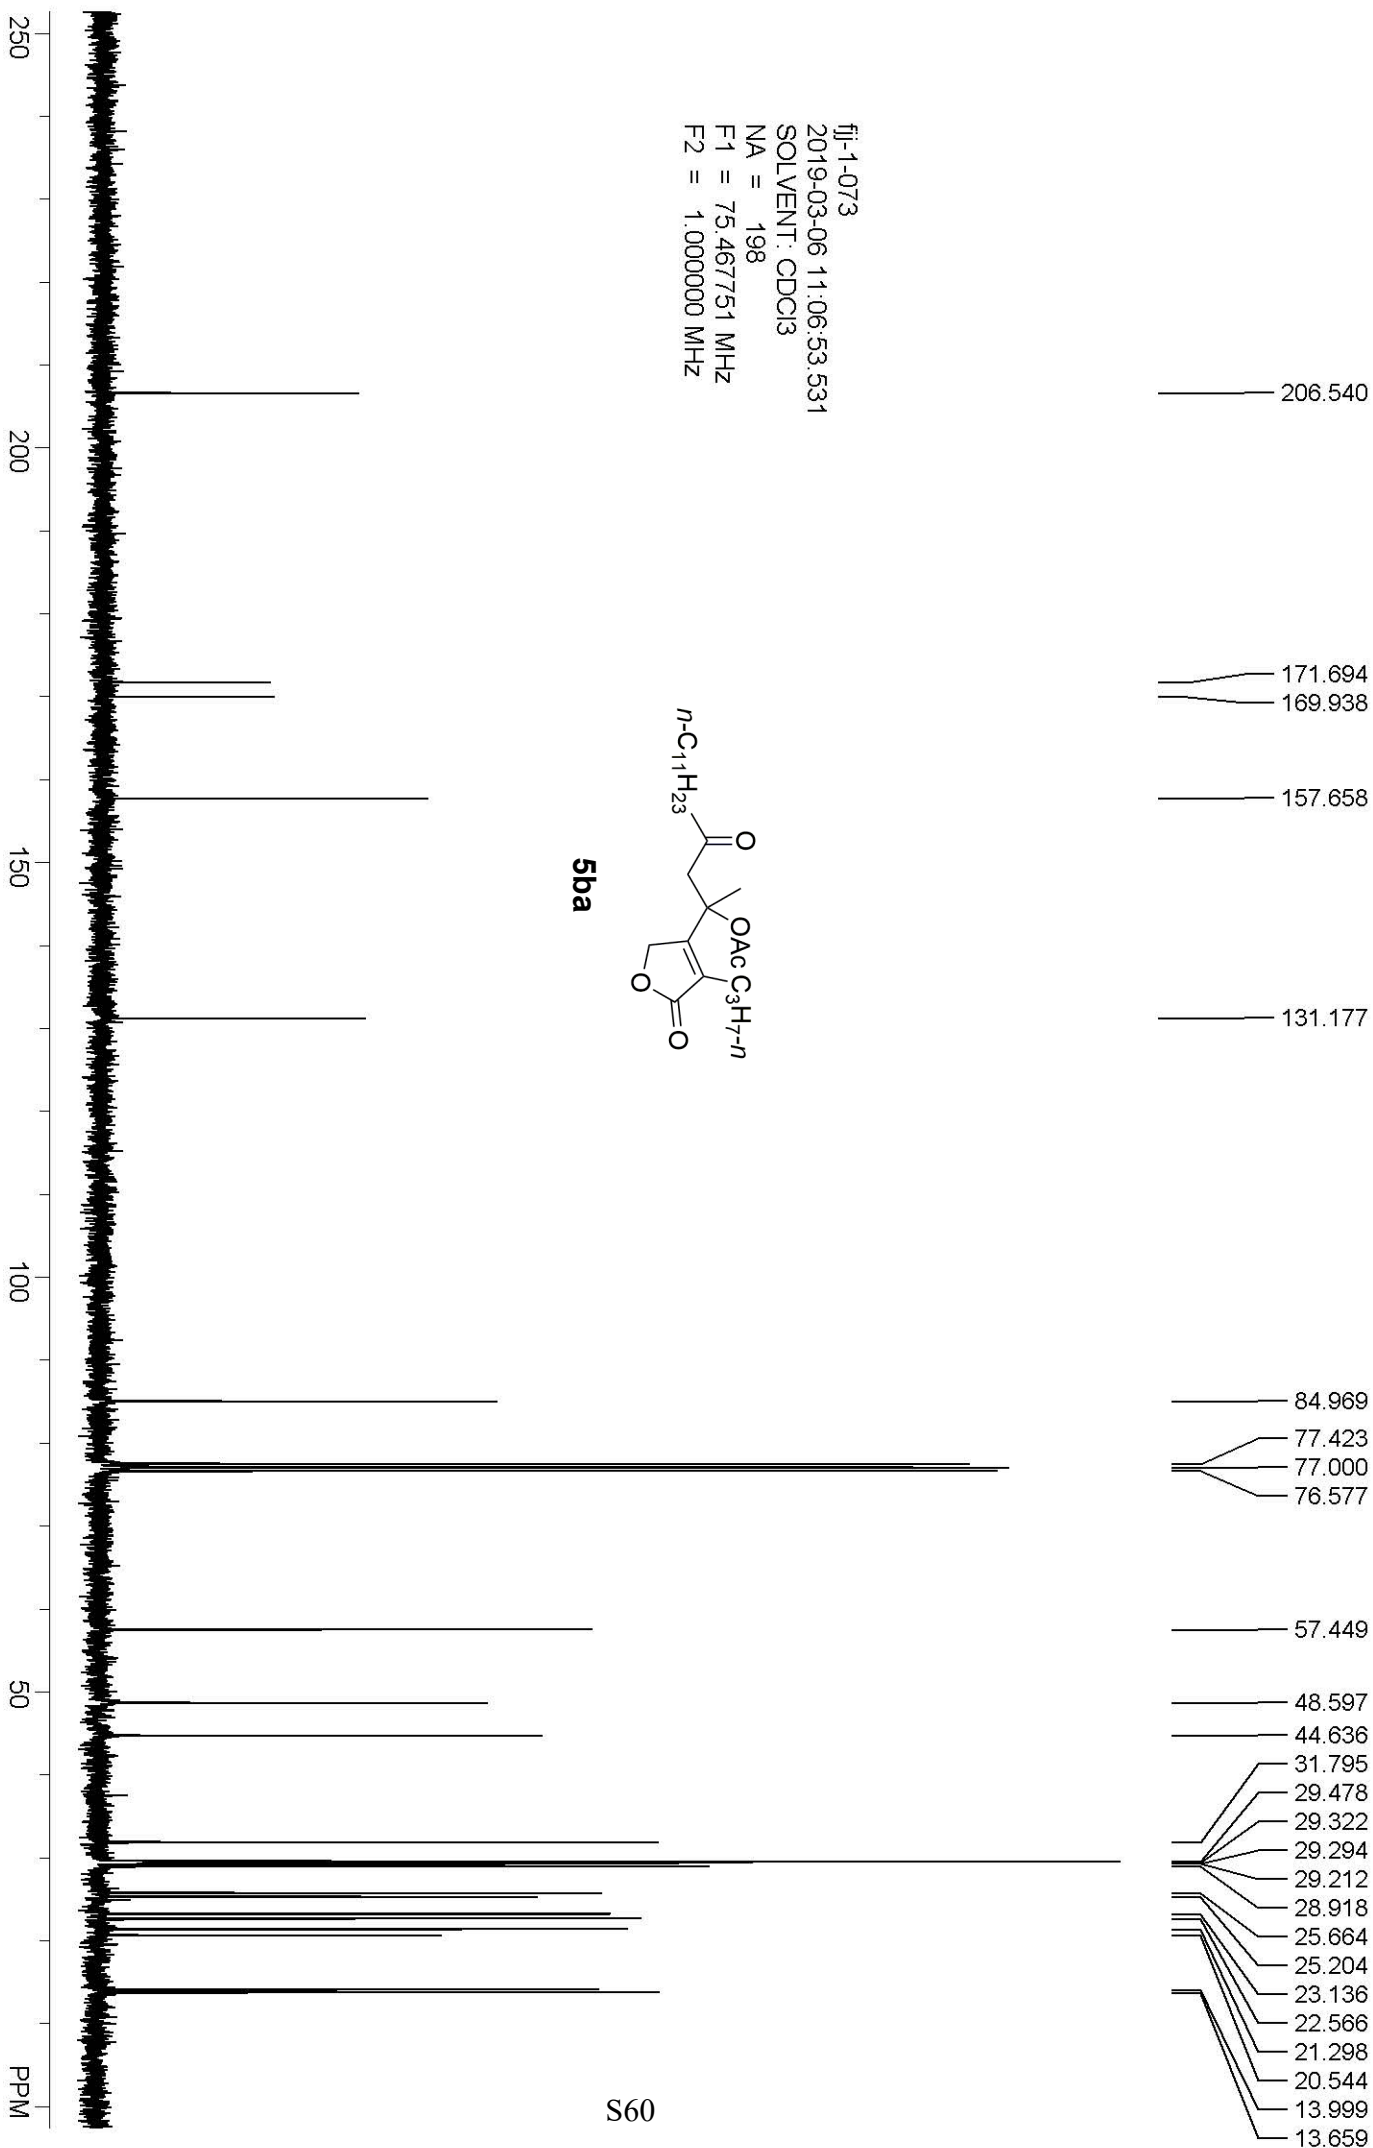 fjj-1-073
2019-03-06 11:06:53.531
SOLVENT: CDCl3
NA = 198
F1 = 75.467751 MHz
F2 = 1.000000 MHz
206.540
171.694
169.938
157.658
131.177
84.969
77.423
77.000
76.577
57.449
48.597
44.636
31.795
29.478
29.322
29.294
29.212
28.918
25.664
25.204
23.136
22.566
21.298
20.544
13.999
13.659
n-C11H23
O
OAc
C3H7-n
O
O
5ba
250
200
150
100
50
PPM
S60